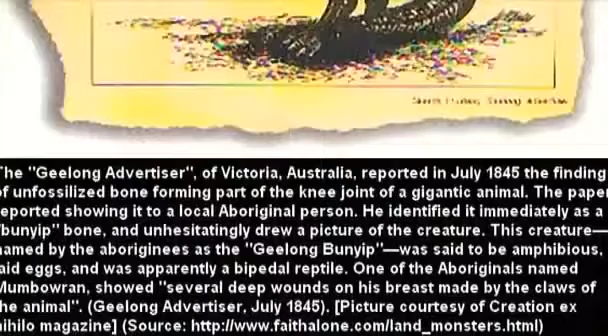 The "Geelong Advertiser", of Victoria, Australia, reported in July 1845 the finding
of unfossilized bone forming part of the knee joint of a gigantic animal. The paper
reported showing it to a local Aboriginal person. He identified it immediately as a
"bunyip" bone, and unhesitatingly drew a picture of the creature. This creature—
named by the aboriginees as the "Geelong Bunyip"—was said to be amphibious,
laid eggs, and was apparently a bipedal reptile. One of the Aboriginals named
Mumbowran, showed "several deep wounds on his breast made by the claws of
the animal". (Geelong Advertiser, July 1845). [Picture courtesy of Creation ex
nihilo magazine] (Source: http://www.faithalone.com/land_monsters.html)